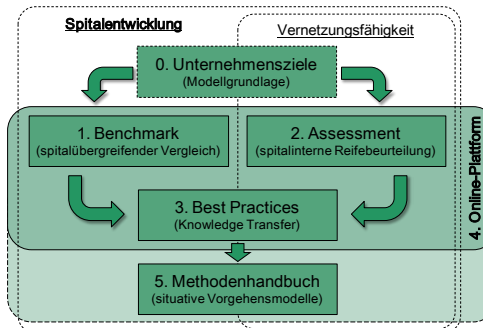 Spitalentwicklung
Vernetzungsfähigkeit
0. Unternehmensziele
(Modellgrundlage)
1. Benchmark
(spitalübergreifender Vergleich)
2. Assessment
(spitalinterne Reifebeurteilung)
3. Best Practices
(Knowledge Transfer)
4. Online-Plattform
5. Methodenhandbuch
(situative Vorgehensmodelle)